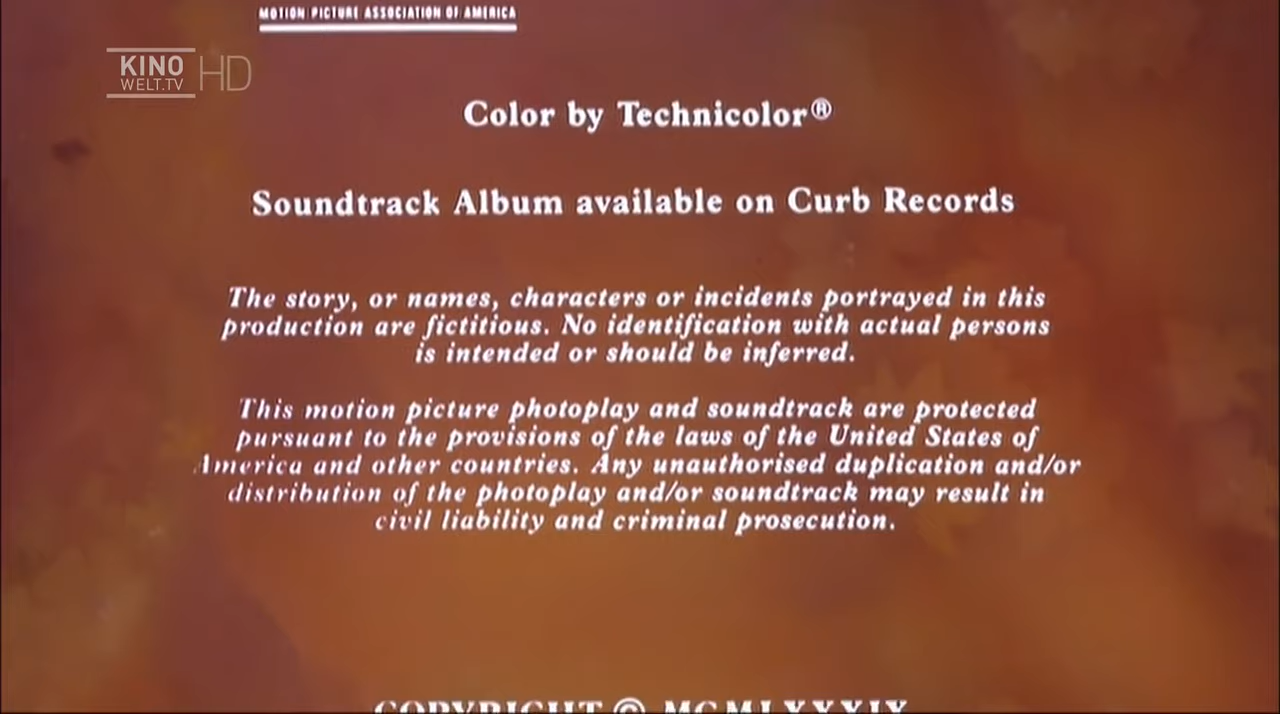 MOTION PICTURE ASSOCIATION OF AMERICA
KINO
WELT.TV HD
Color by Technicolor®
Soundtrack Album available on Curb Records
The story, or names, characters or incidents portrayed in this
production are fictitious. No identification with actual persons
is intended or should be inferred.
This motion picture photoplay and soundtrack are protected
pursuant to the provisions of the laws of the United States of
America and other countries. Any unauthorised duplication and/or
distribution of the photoplay and/or soundtrack may result in
civil liability and criminal prosecution.
COPYRIGHT © MCMLXXXIX